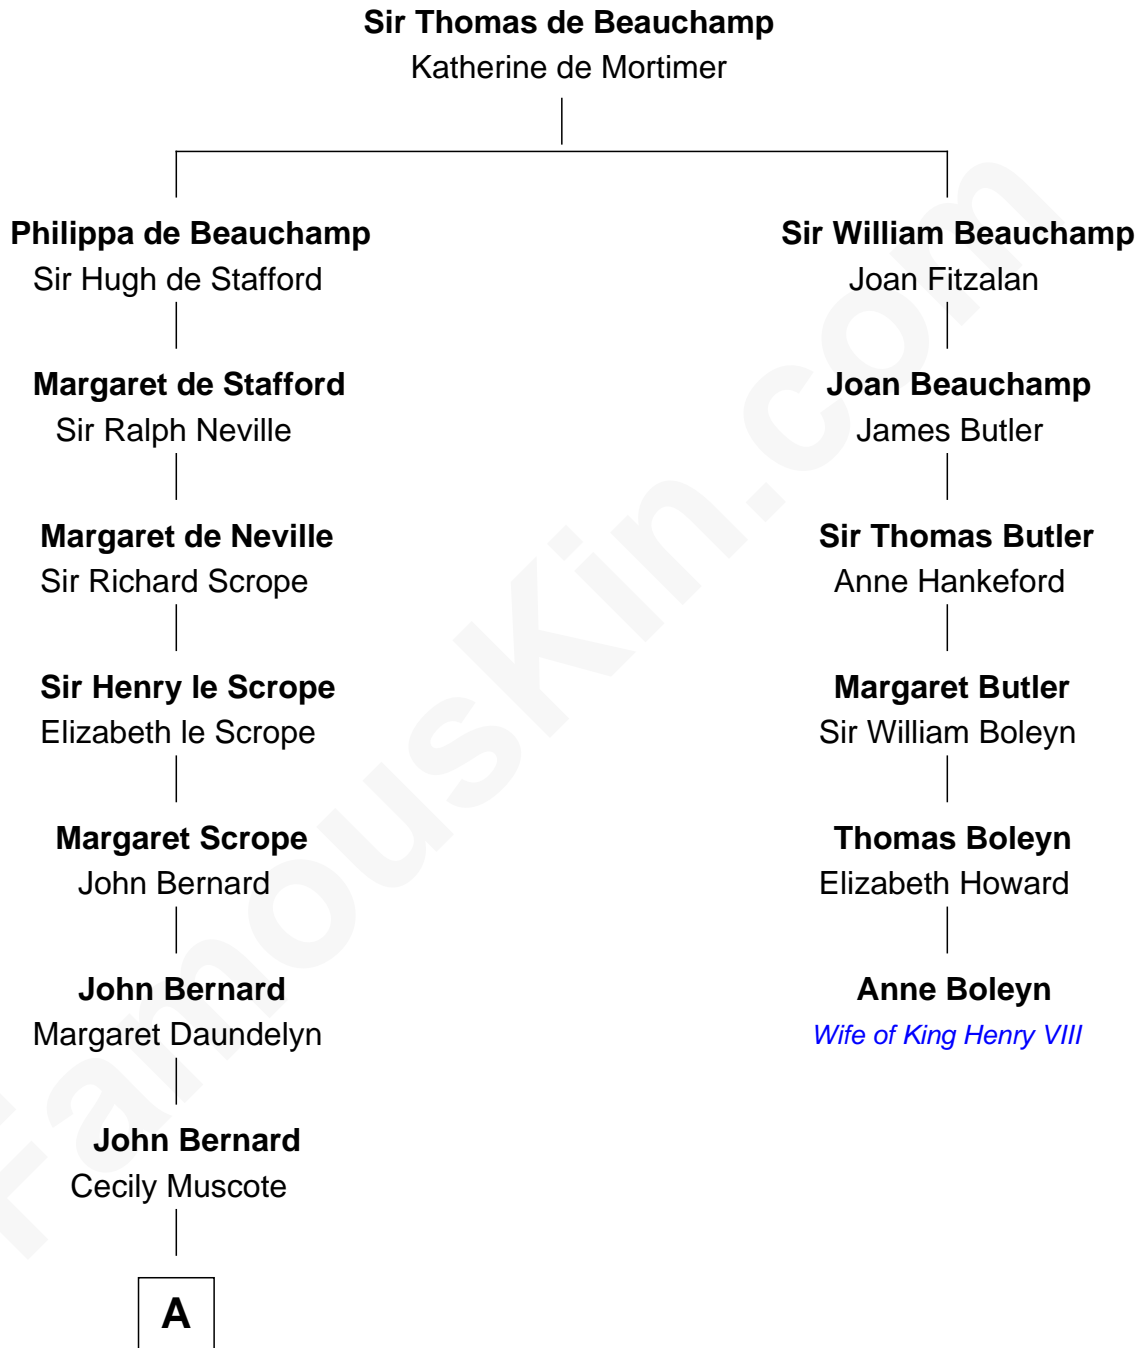 Sir Thomas de Beauchamp
Katherine de Mortimer
Philippa de Beauchamp
Sir Hugh de Stafford
Sir William Beauchamp
Joan Fitzalan
Margaret de Stafford
Sir Ralph Neville
Joan Beauchamp
James Butler
Margaret de Neville
Sir Richard Scrope
Sir Thomas Butler
Anne Hankeford
Sir Henry le Scrope
Elizabeth le Scrope
Margaret Butler
Sir William Boleyn
Margaret Scrope
John Bernard
Thomas Boleyn
Elizabeth Howard
John Bernard
Margaret Daundelyn
Anne Boleyn
Wife of King Henry VIII
John Bernard
Cecily Muscote
A
FamousKin.com